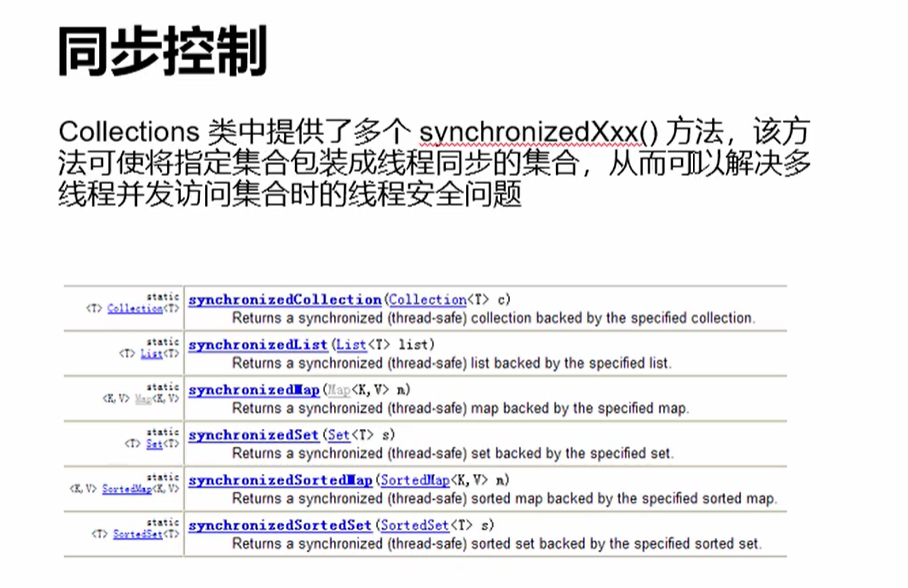 同步控制
Collections 类中提供了多个 synchronizedXxx() 方法，该方
法可使将指定集合包装成线程同步的集合，从而可以解决多
线程并发访问集合时的线程安全问题
static
<T> Collection<T>
synchronizedCollection(Collection<T> c)
Returns a synchronized (thread-safe) collection backed by the specified collection.
static
<T> List<T>
synchronizedList(List<T> list)
Returns a synchronized (thread-safe) list backed by the specified list.
static
<K,V> Map<K,V>
synchronizedMap(Map<K,V> m)
Returns a synchronized (thread-safe) map backed by the specified map.
static
<T> Set<T>
synchronizedSet(Set<T> s)
Returns a synchronized (thread-safe) set backed by the specified set.
static
<K,V> SortedMap<K,V>
synchronizedSortedMap(SortedMap<K,V> m)
Returns a synchronized (thread-safe) sorted map backed by the specified sorted map.
static
<T> SortedSet<T>
synchronizedSortedSet(SortedSet<T> s)
Returns a synchronized (thread-safe) sorted set backed by the specified sorted set.